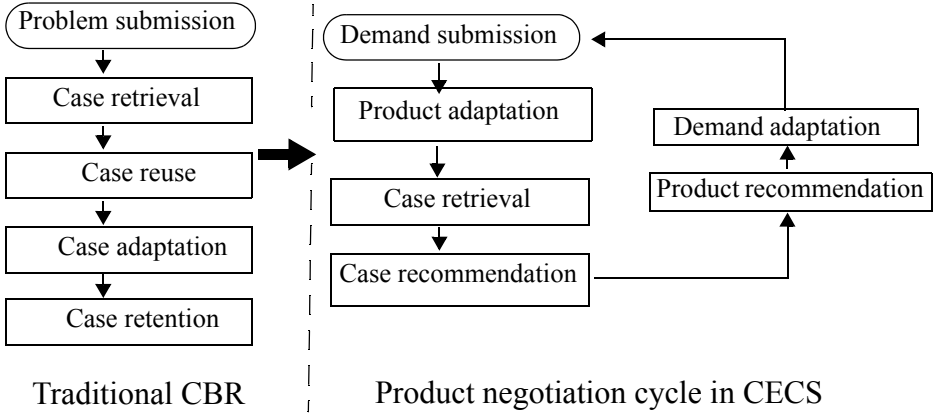 Problem submission
Case retrieval
Case reuse
Case adaptation
Case retention
Traditional CBR
Demand submission
Product adaptation
Case retrieval
Case recommendation
Product recommendation
Demand adaptation
Product negotiation cycle in CECS